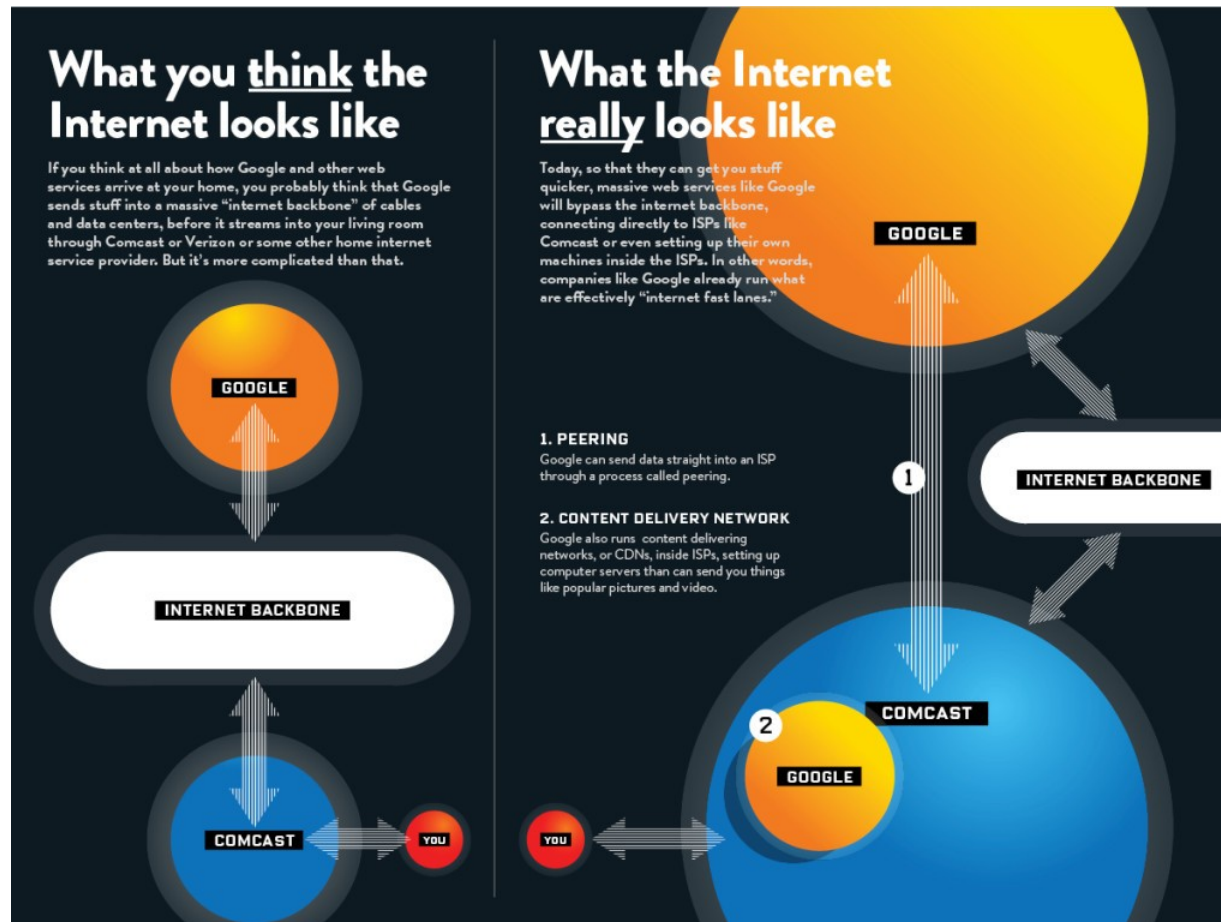 What you think the
Internet looks like
If you think at all about how Google and other web
services arrive at your home, you probably think that Google
sends stuff into a massive “internet backbone” of cables
and data centers, before it streams into your living room
through Comcast or Verizon or some other home internet
service provider. But it’s more complicated than that.
GOOGLE
INTERNET BACKBONE
COMCAST
YOU
What the Internet
really looks like
Today, so that they can get you stuff
quicker, massive web services like Google
will bypass the internet backbone,
connecting directly to ISPs like
Comcast or even setting up their own
machines inside the ISPs. In other words,
companies like Google already run what
are effectively “internet fast lanes.”
GOOGLE
1. PEERING
Google can send data straight into an ISP
through a process called peering.
1
INTERNET BACKBONE
2. CONTENT DELIVERY NETWORK
Google also runs content delivering
networks, or CDNs, inside ISPs, setting up
computer servers than can send you things
like popular pictures and video.
COMCAST
2
GOOGLE
YOU